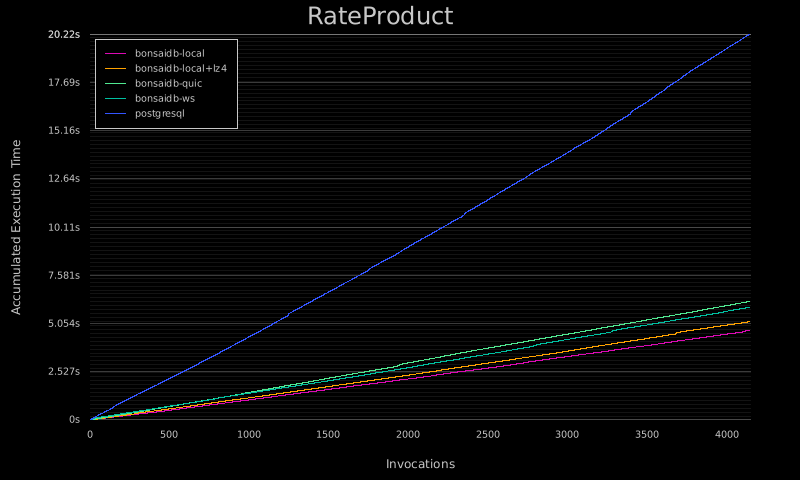 RateProduct
20.22s
17.69s
15.16s
12.64s
10.11s
7.581s
5.054s
2.527s
0s
bonsaidb-local
bonsaidb-local+lz4
bonsaidb-quic
bonsaidb-ws
postgresql
Accumulated Execution Time
0 500 1000 1500 2000 2500 3000 3500 4000
Invocations